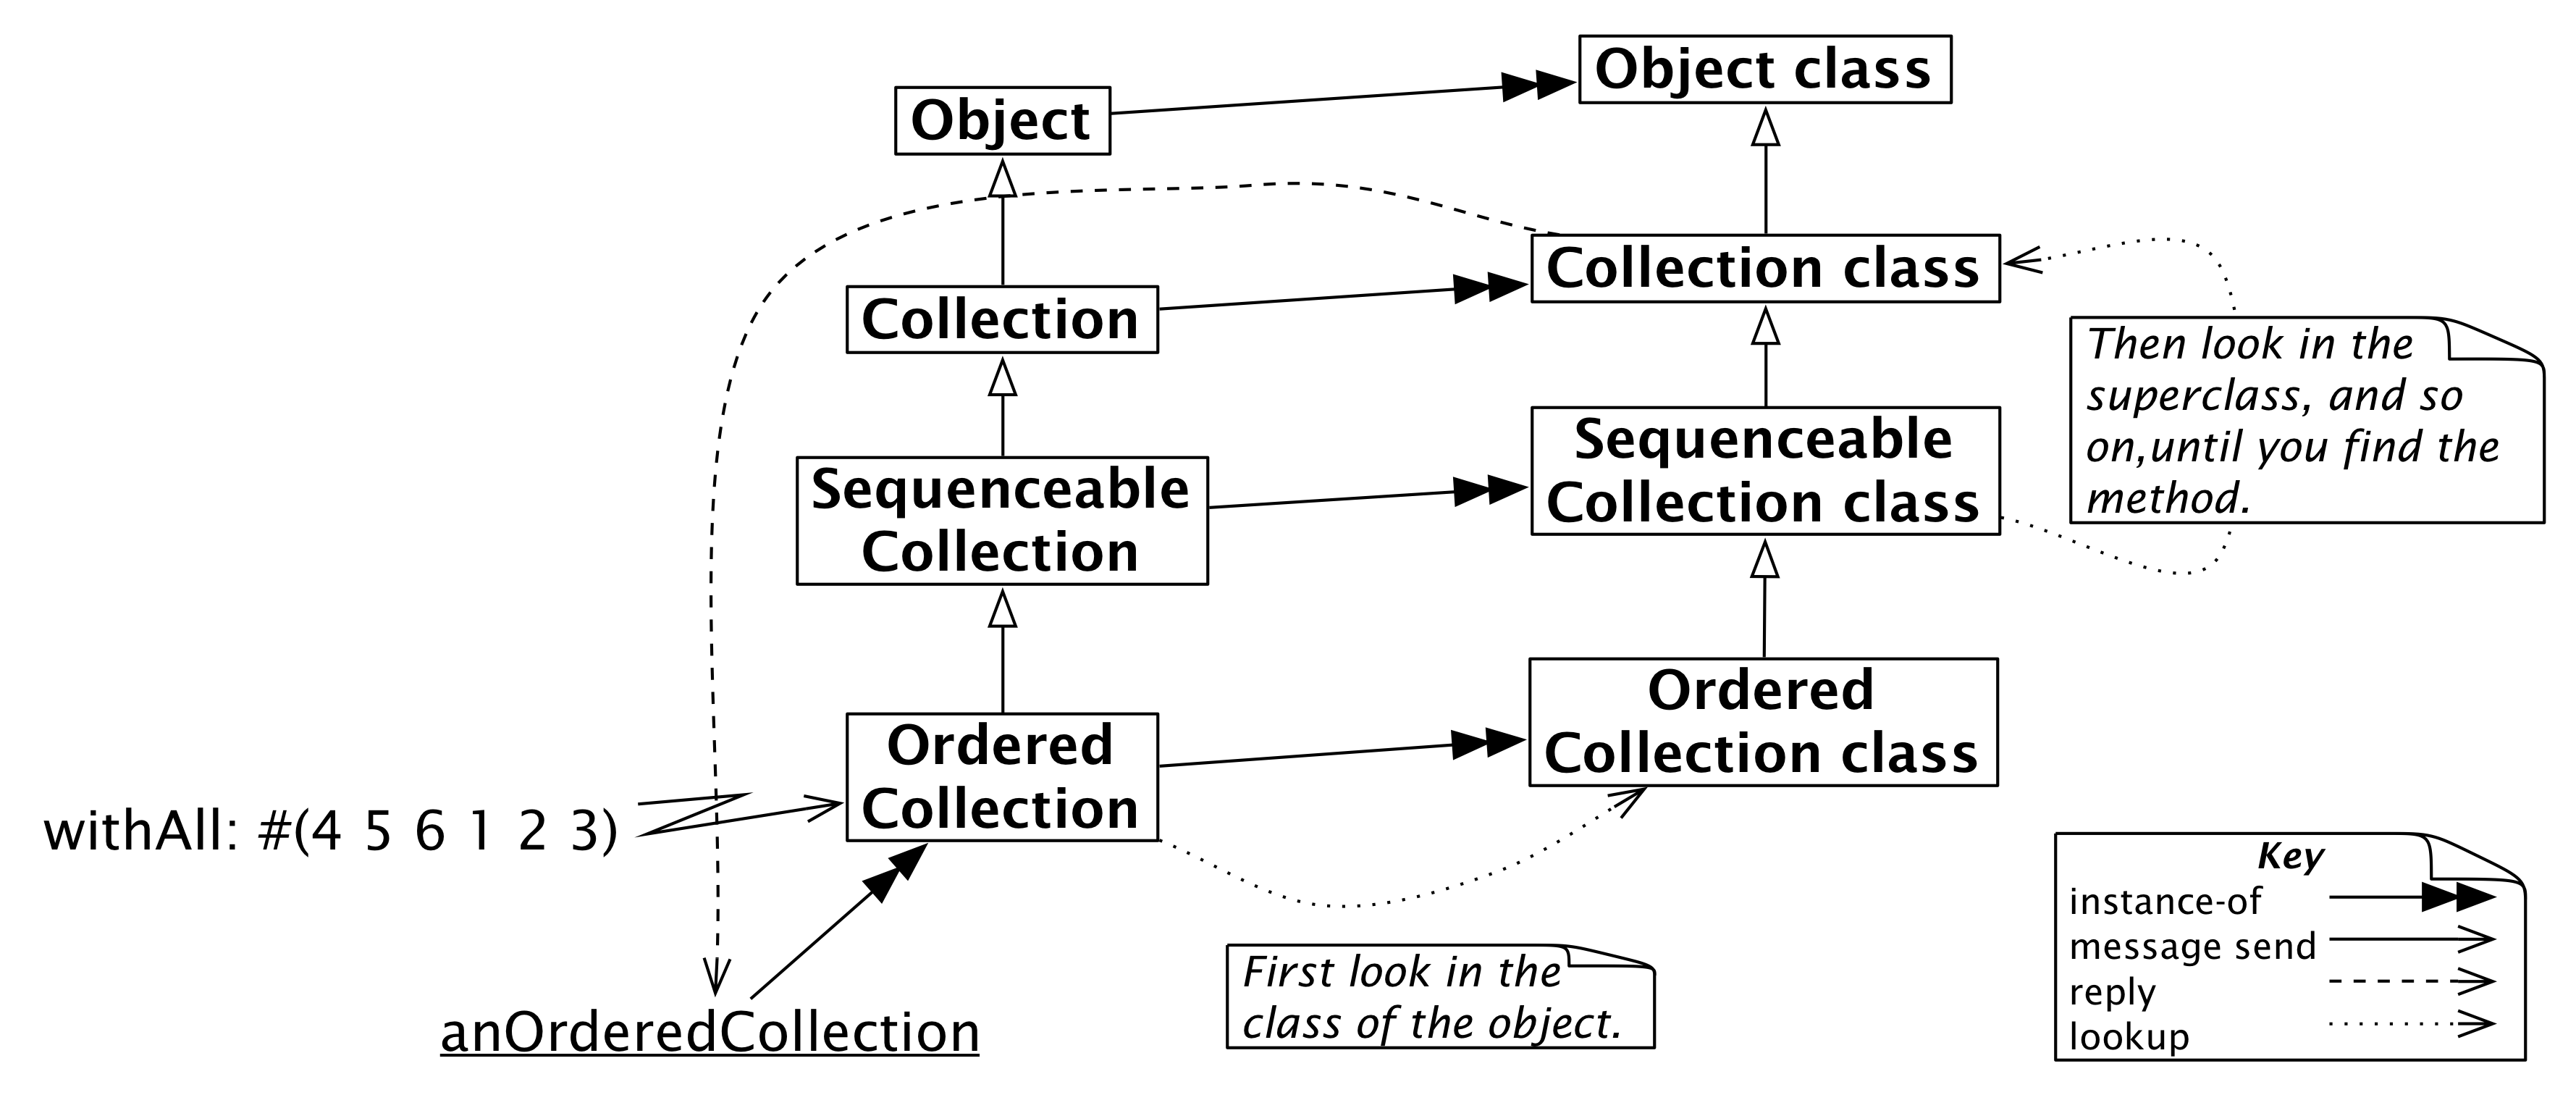 Object class
Object
Collection class
Collection
Then look in the
superclass, and so
on,until you find the
method.
Sequenceable
Collection class
Sequenceable
Collection
Ordered
Collection class
Ordered
Collection
withAll: #(4 5 6 1 2 3)
anOrderedCollection
First look in the
class of the object.
Key
instance-of
message send
reply
lookup